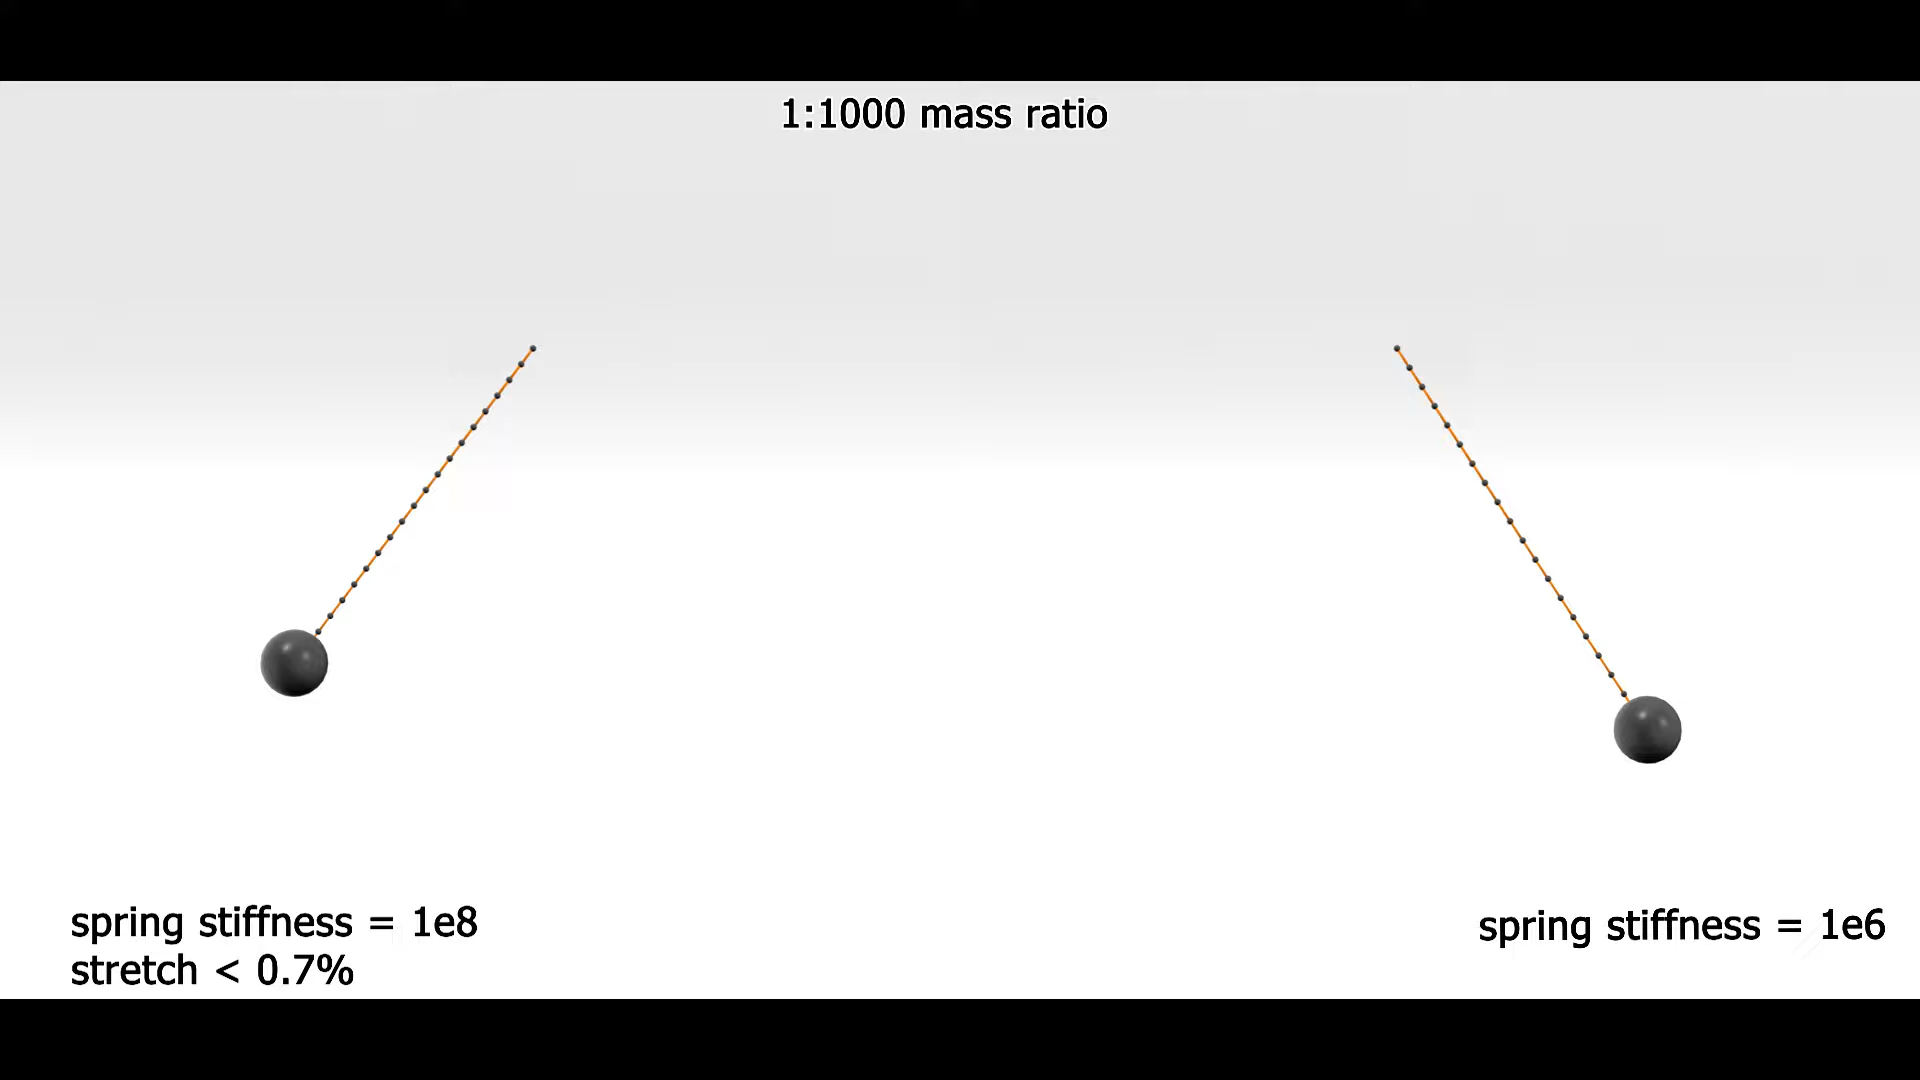 1:1000 mass ratio
spring stiffness = 1e8
stretch < 0.7%
spring stiffness = 1e6